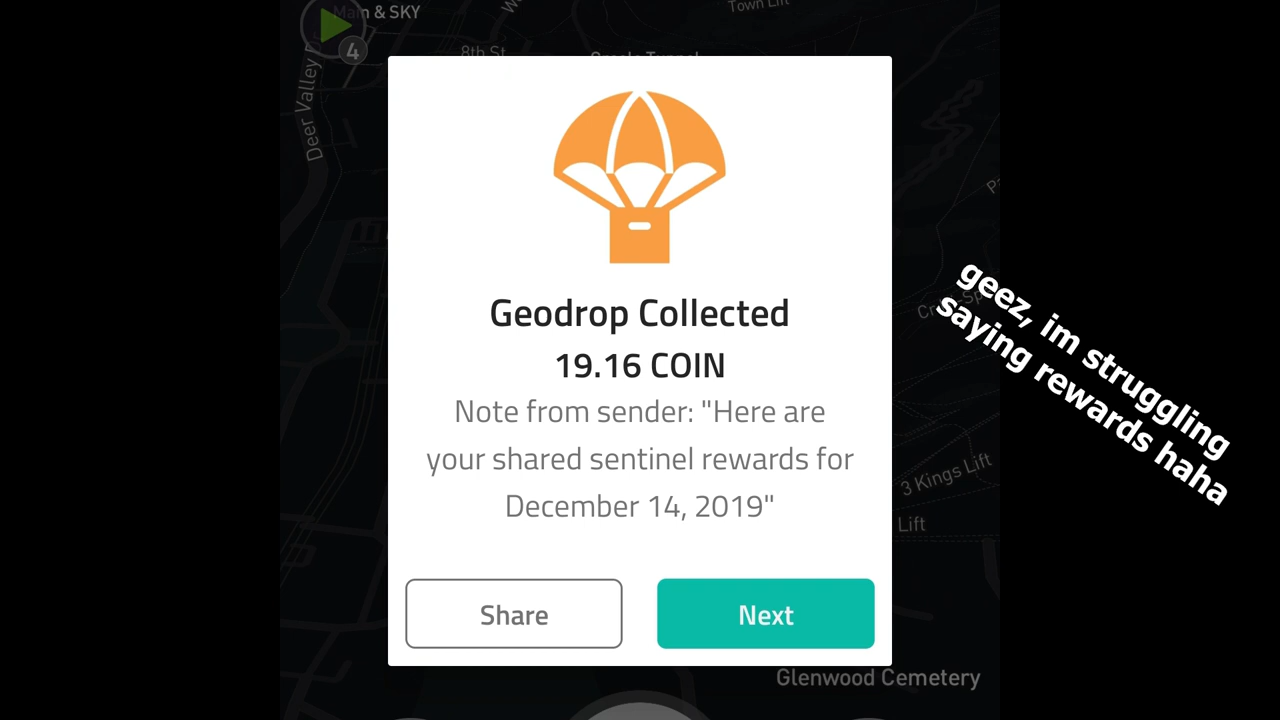 Main & SKY
Town Lift
4
8th St
Deer Valley
Geodrop Collected
19.16 COIN
Note from sender: "Here are
your shared sentinel rewards for
December 14, 2019"
Share
Next
geez, im struggling
saying rewards haha
3 Kings Lift
Lift
Glenwood Cemetery